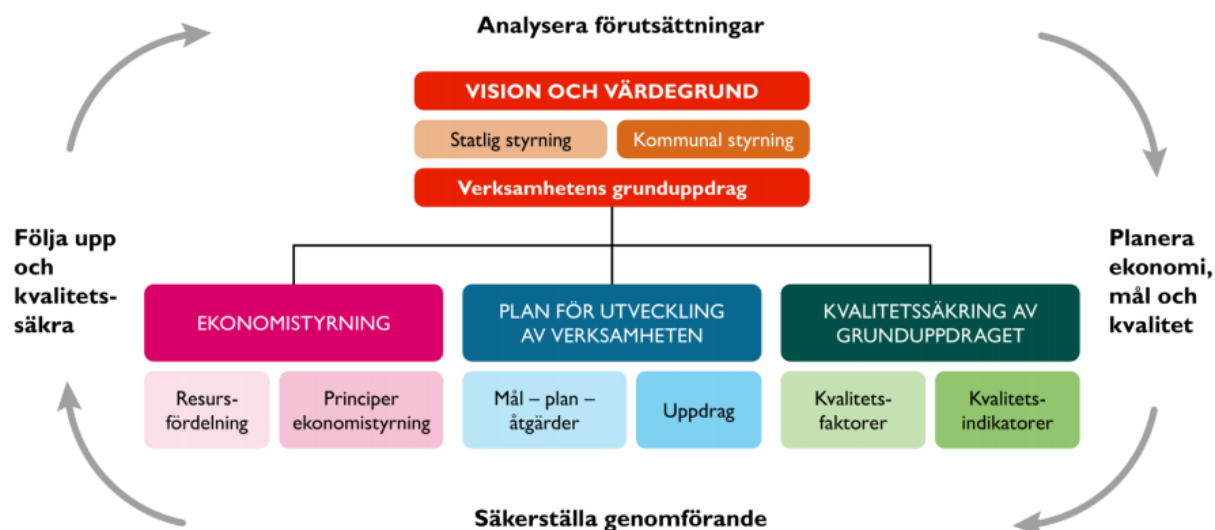 Analysera förutsättningar
VISION OCH VÄRDEGRUND
Statlig styrning
Kommunal styrning
Verksamhetens grunduppdrag
Följa upp
och
kvalitets-
säkra
Planera
ekonomi,
mål och
kvalitet
EKONOMISTYRNING
PLAN FÖR UTVECKLING
AV VERKSAMHETEN
KVALITETSSÄKRING AV
GRUNDUPPDRAGET
Resurs-
fördelning
Principer
ekonomistyrning
Mål – plan –
åtgärder
Uppdrag
Kvalitets-
faktorer
Kvalitets-
indikatorer
Säkerställa genomförande